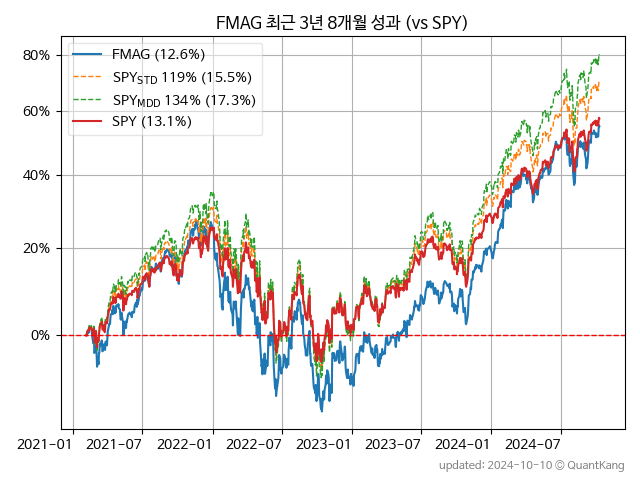 FMAG 최근 3년 8개월 성과 (vs SPY)
FMAG (12.6%)
SPY_STD 119% (15.5%)
SPY_MDD 134% (17.3%)
SPY (13.1%)
80%
60%
40%
20%
0%
2021-01 2021-07 2022-01 2022-07 2023-01 2023-07 2024-01 2024-07
updated: 2024-10-10 ⓒ QuantKang